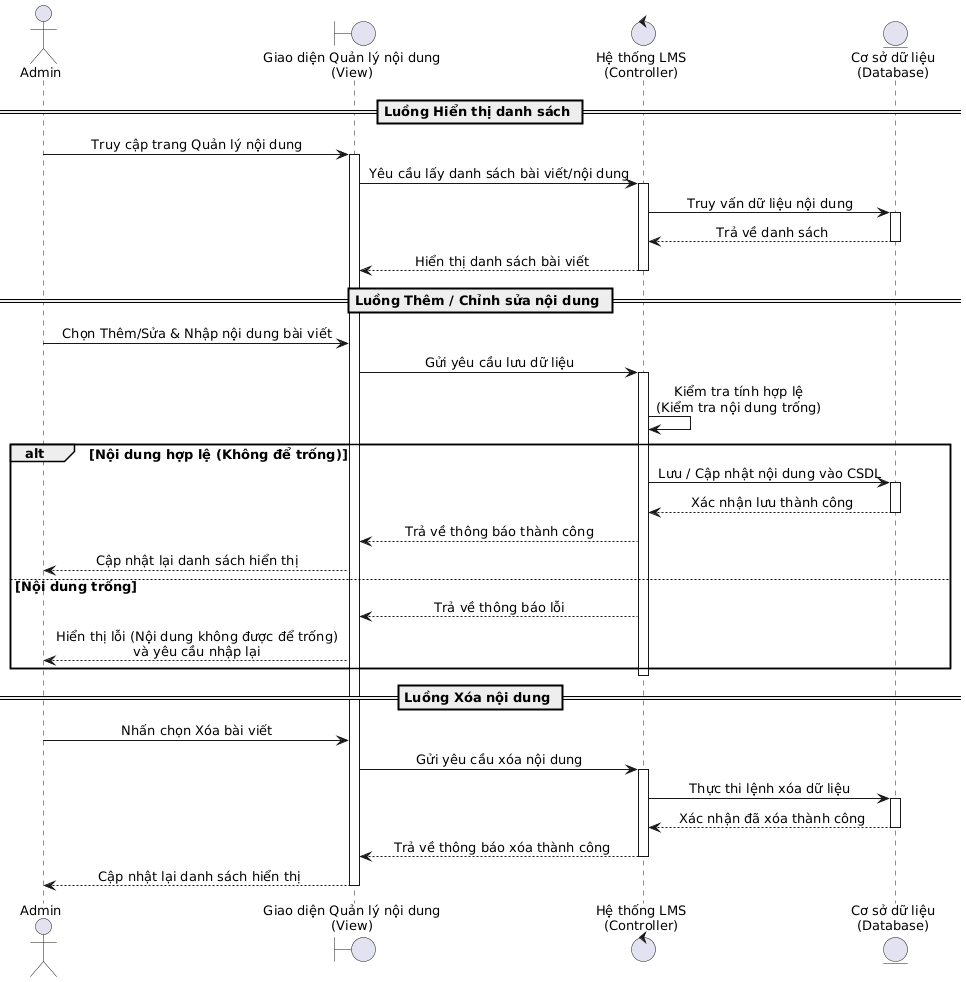 Admin
Giao diện Quản lý nội dung
(View)
Hệ thống LMS
(Controller)
Cơ sở dữ liệu
(Database)
Luồng Hiển thị danh sách
Truy cập trang Quản lý nội dung
Yêu cầu lấy danh sách bài viết/nội dung
Truy vấn dữ liệu nội dung
Trả về danh sách
Hiển thị danh sách bài viết
Luồng Thêm / Chỉnh sửa nội dung
Chọn Thêm/Sửa & Nhập nội dung bài viết
Gửi yêu cầu lưu dữ liệu
Kiểm tra tính hợp lệ
(Kiểm tra nội dung trống)
alt [Nội dung hợp lệ (Không để trống)]
Lưu / Cập nhật nội dung vào CSDL
Xác nhận lưu thành công
Trả về thông báo thành công
Cập nhật lại danh sách hiển thị
[Nội dung trống]
Trả về thông báo lỗi
Hiển thị lỗi (Nội dung không được để trống)
và yêu cầu nhập lại
Luồng Xóa nội dung
Nhấn chọn Xóa bài viết
Gửi yêu cầu xóa nội dung
Thực thi lệnh xóa dữ liệu
Xác nhận đã xóa thành công
Trả về thông báo xóa thành công
Cập nhật lại danh sách hiển thị
Admin
Giao diện Quản lý nội dung
(View)
Hệ thống LMS
(Controller)
Cơ sở dữ liệu
(Database)